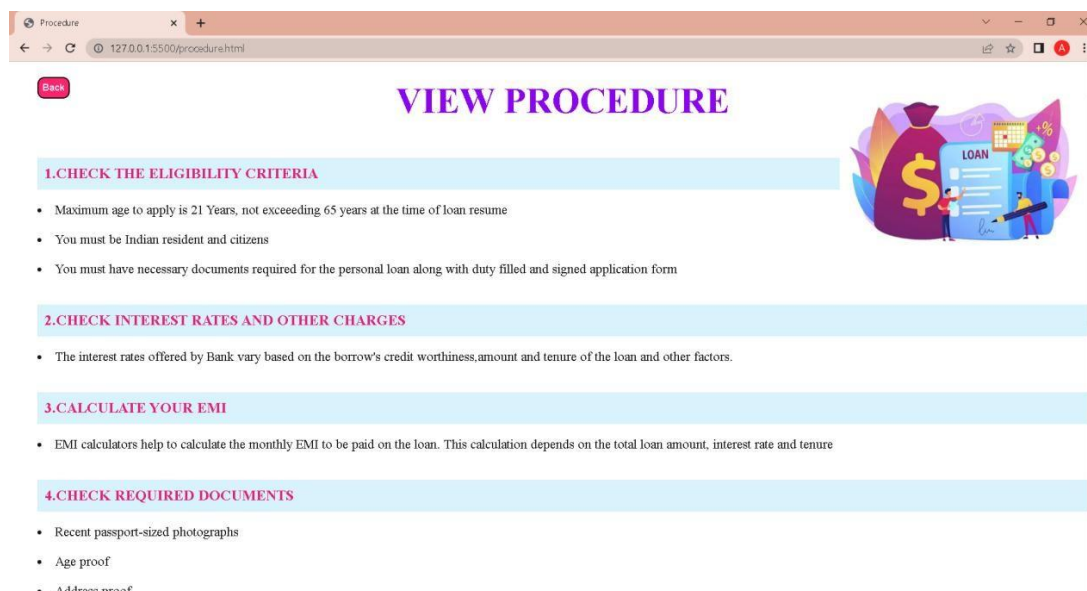 Procedure
127.0.0.1:5500/procedure.html
A
Back
VIEW PROCEDURE
LOAN
$
+%
1.CHECK THE ELIGIBILITY CRITERIA
Maximum age to apply is 21 Years, not exceeeding 65 years at the time of loan resume
You must be Indian resident and citizens
You must have necessary documents required for the personal loan along with duty filled and signed application form
2.CHECK INTEREST RATES AND OTHER CHARGES
The interest rates offered by Bank vary based on the borrow's credit worthiness,amount and tenure of the loan and other factors.
3.CALCULATE YOUR EMI
EMI calculators help to calculate the monthly EMI to be paid on the loan. This calculation depends on the total loan amount, interest rate and tenure
4.CHECK REQUIRED DOCUMENTS
Recent passport-sized photographs
Age proof
Address proof